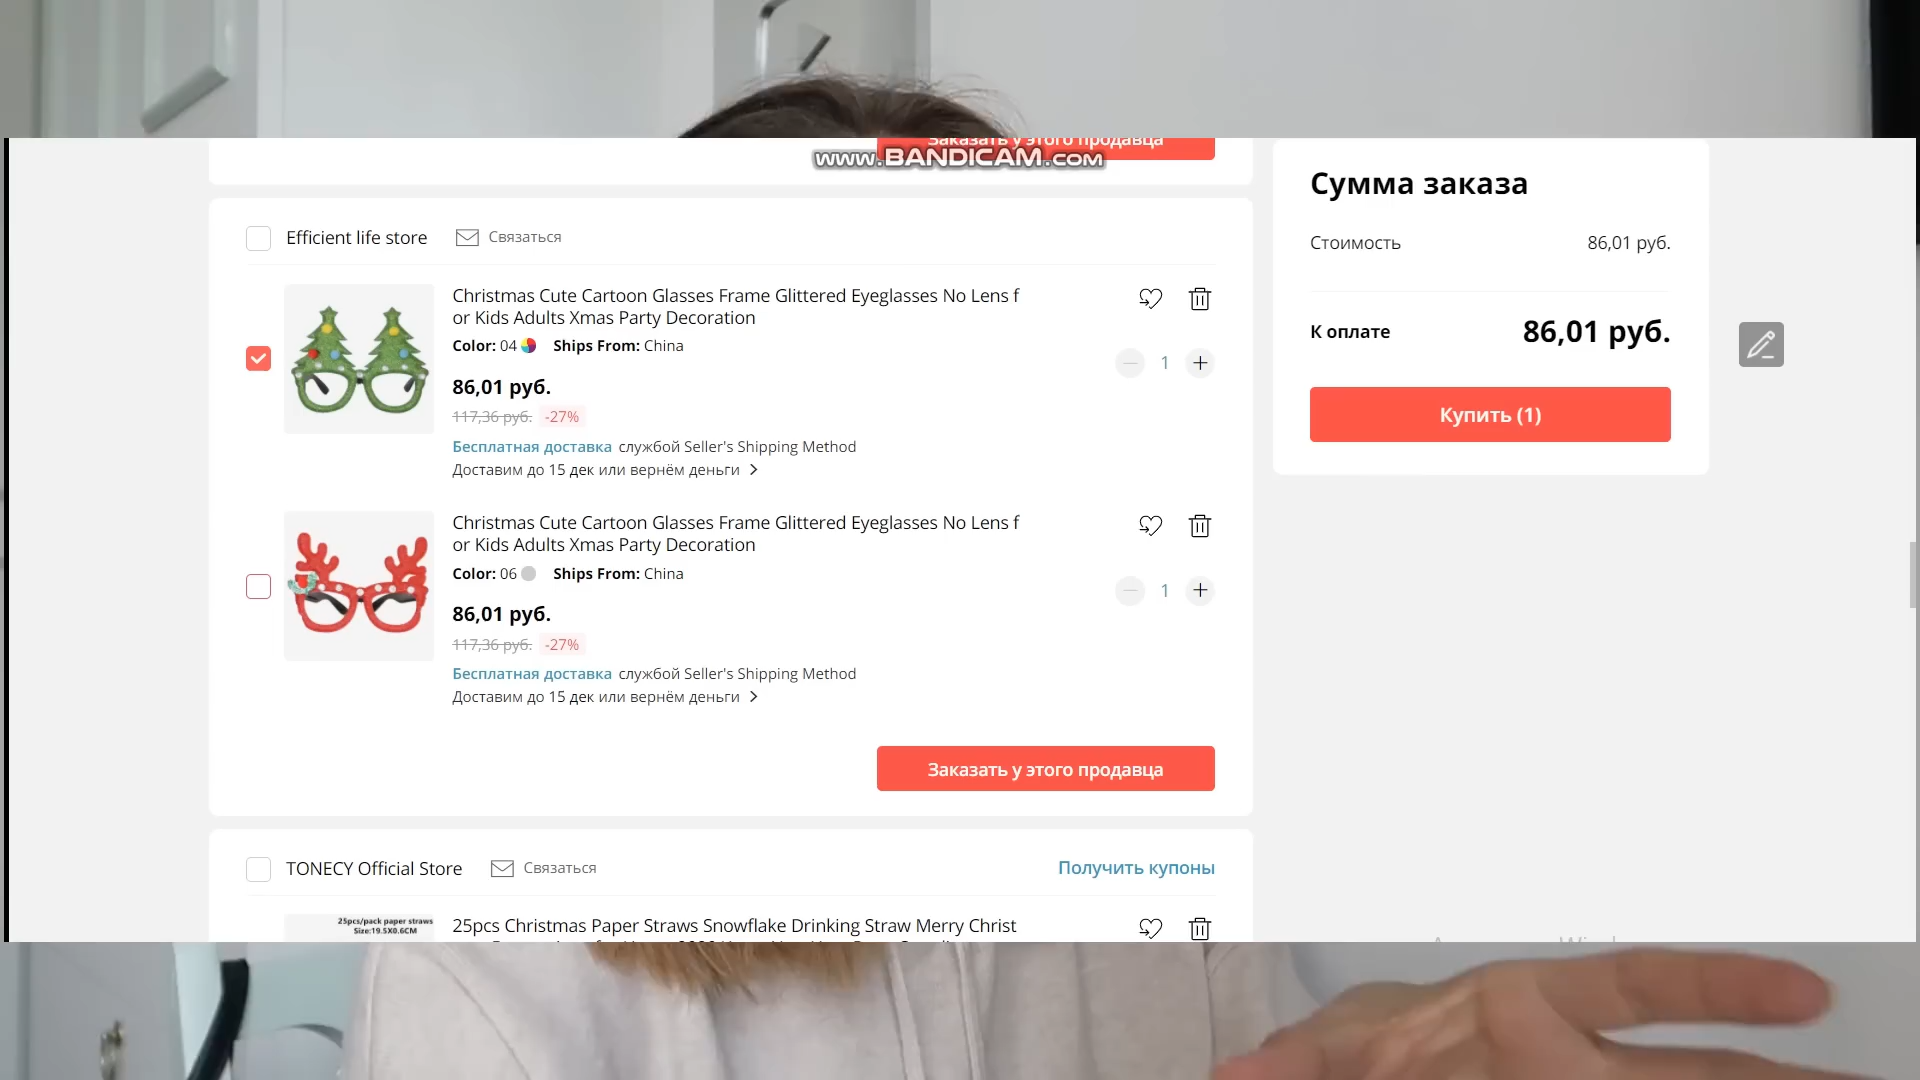 Заказать у этого продавца
www.BANDICAM.com
Efficient life store
Связаться
Christmas Cute Cartoon Glasses Frame Glittered Eyeglasses No Lens f
or Kids Adults Xmas Party Decoration
Color: 04 Ships From: China
1
86,01 руб.
117,36 руб. -27%
Бесплатная доставка службой Seller's Shipping Method
Доставим до 15 дек или вернём деньги
Christmas Cute Cartoon Glasses Frame Glittered Eyeglasses No Lens f
or Kids Adults Xmas Party Decoration
Color: 06 Ships From: China
1
86,01 руб.
117,36 руб. -27%
Бесплатная доставка службой Seller's Shipping Method
Доставим до 15 дек или вернём деньги
Заказать у этого продавца
TONECY Official Store
Связаться
Получить купоны
25pcs/pack paper straws
Size:19.5X0.6CM
25pcs Christmas Paper Straws Snowflake Drinking Straw Merry Christ
Сумма заказа
Стоимость 86,01 руб.
К оплате 86,01 руб.
Купить (1)